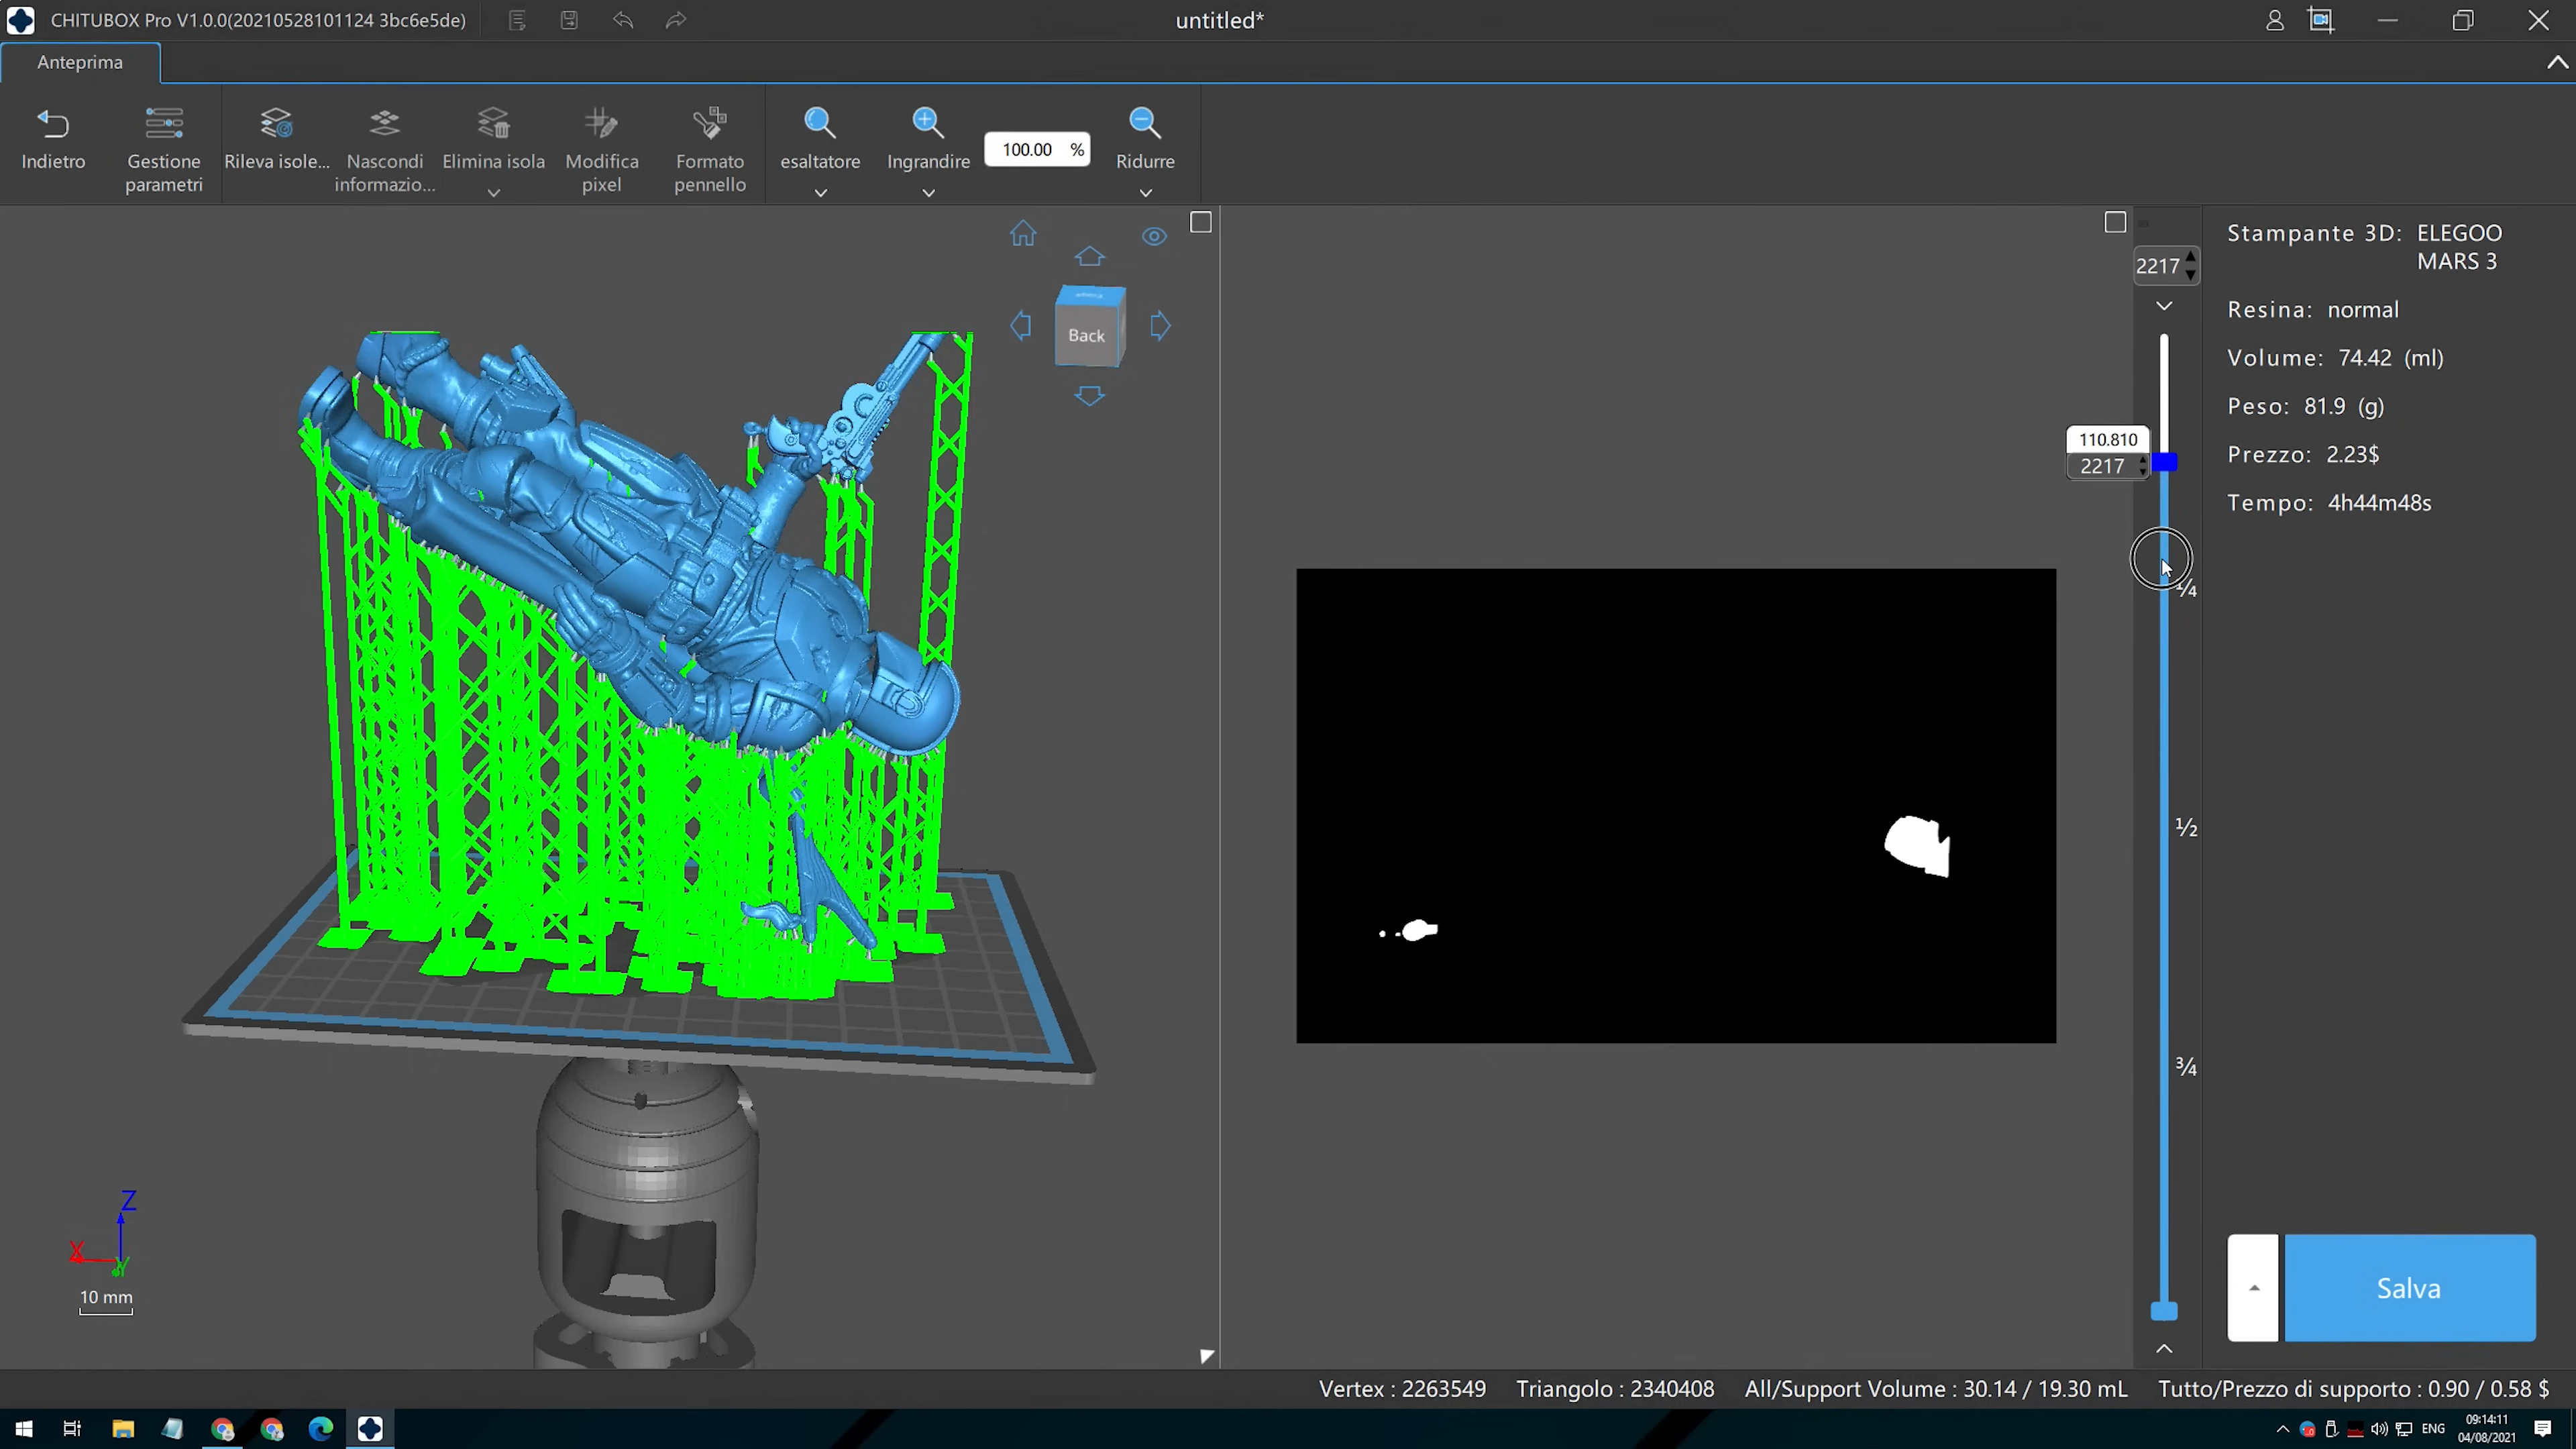 CHITUBOX Pro V1.0.0(20210528101124 3bc6e5de)
untitled*
Anteprima
Indietro
Gestione
parametri
Rileva isole...
Nascondi
informazio...
Elimina isola
Modifica
pixel
Formato
pennello
esaltatore
Ingrandire
100.00 %
Ridurre
Back
2217
110.810
2217
¼
½
¾
Stampante 3D: ELEGOO
MARS 3
Resina: normal
Volume: 74.42 (ml)
Peso: 81.9 (g)
Prezzo: 2.23$
Tempo: 4h44m48s
Z
X
Y
10 mm
Salva
Vertex : 2263549 Triangolo : 2340408 All/Support Volume : 30.14 / 19.30 mL Tutto/Prezzo di supporto : 0.90 / 0.58 $
ENG
09:14:11
04/08/2021